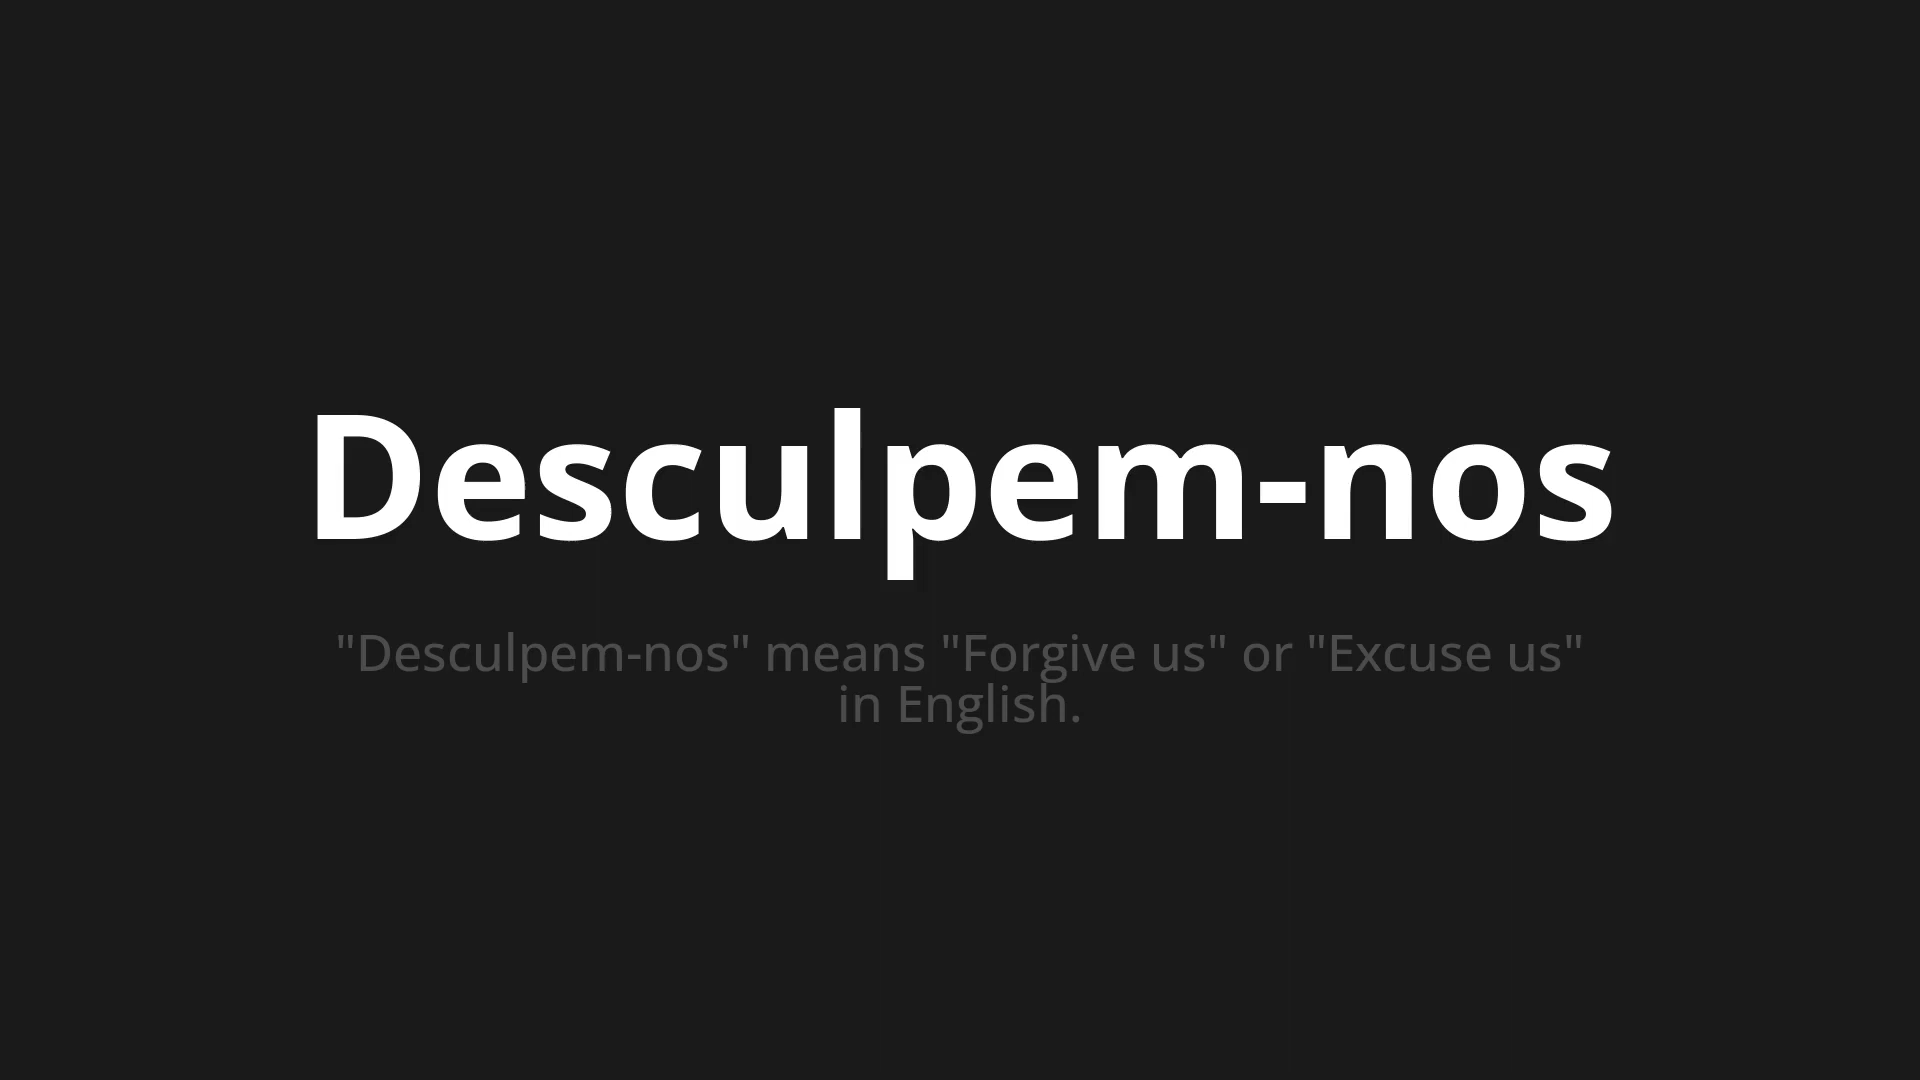 Desculpem-nos
"Desculpem-nos" means "Forgive us" or "Excuse us"
in English.